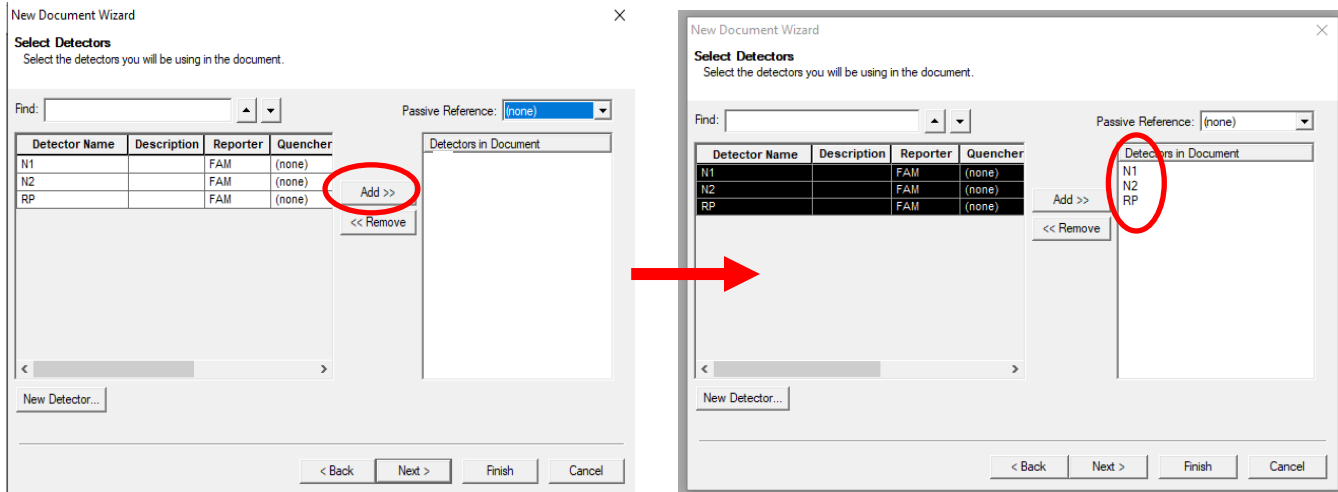 New Document Wizard
Select Detectors
Select the detectors you will be using in the document.
Find: Passive Reference: (none)
Detector Name Description Reporter Quencher
N1 FAM (none)
N2 FAM (none)
RP FAM (none)
Detectors in Document
Add >>
<< Remove
New Detector...
< Back Next > Finish Cancel
New Document Wizard
Select Detectors
Select the detectors you will be using in the document.
Find: Passive Reference: (none)
Detector Name Description Reporter Quencher
N1 FAM (none)
N2 FAM (none)
RP FAM (none)
Detectors in Document
N1
N2
RP
Add >>
<< Remove
New Detector...
< Back Next > Finish Cancel